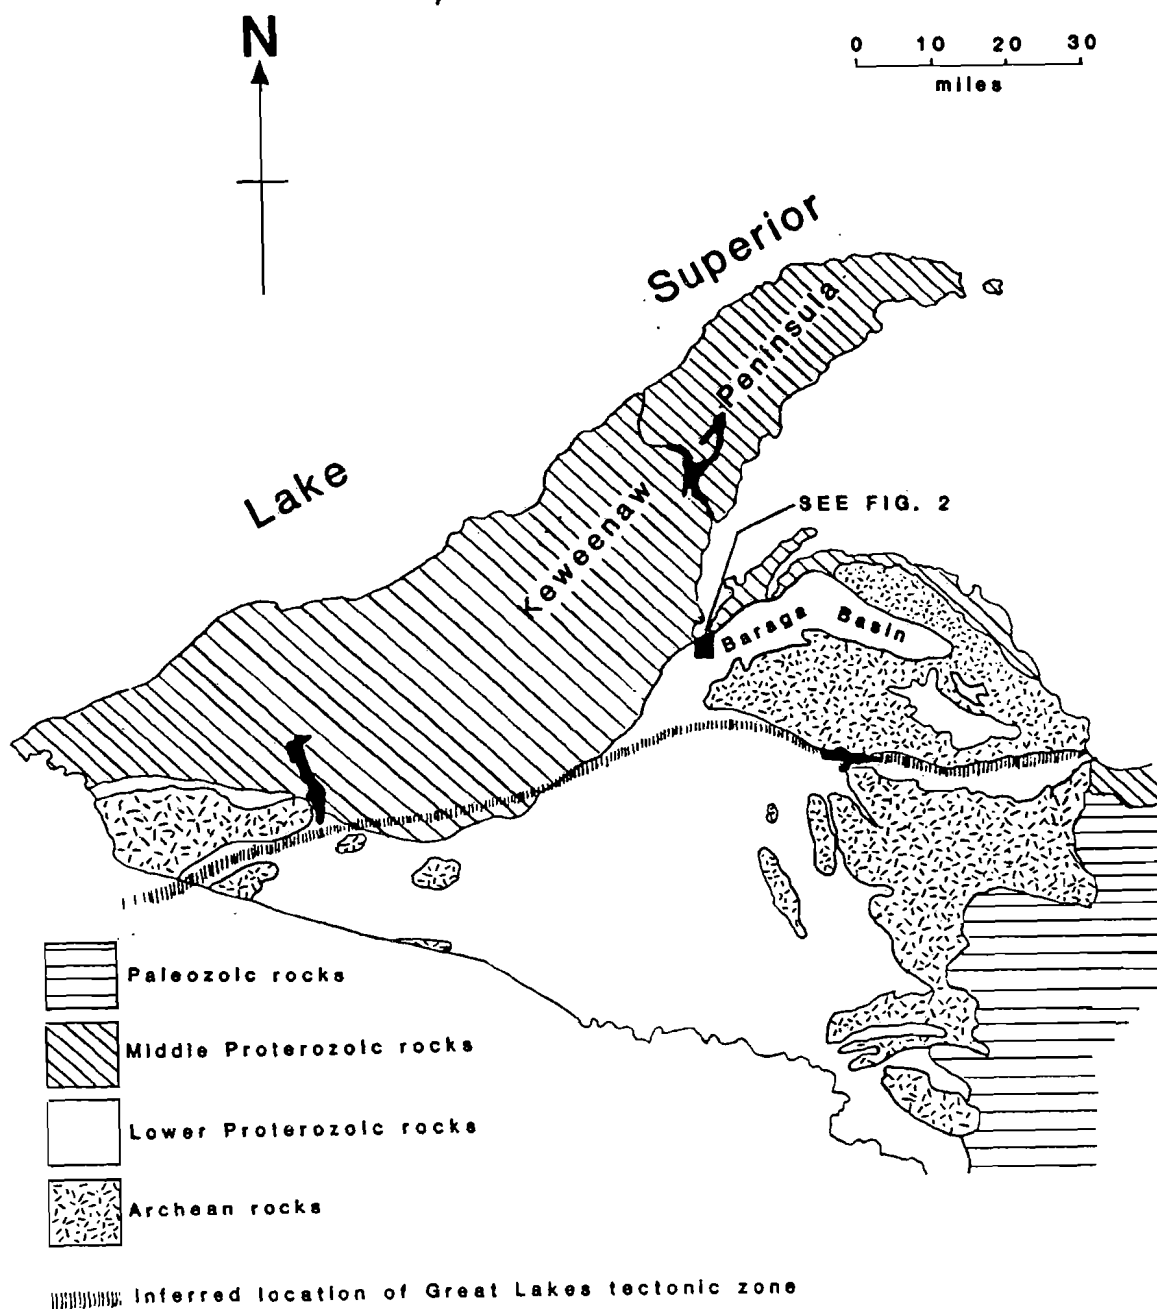 N
0 10 20 30
miles
Superior
Peninsula
Lake
Keweenaw
SEE FIG. 2
Baraga Basin
Paleozoic rocks
Middle Proterozoic rocks
Lower Proterozoic rocks
Archean rocks
Inferred location of Great Lakes tectonic zone